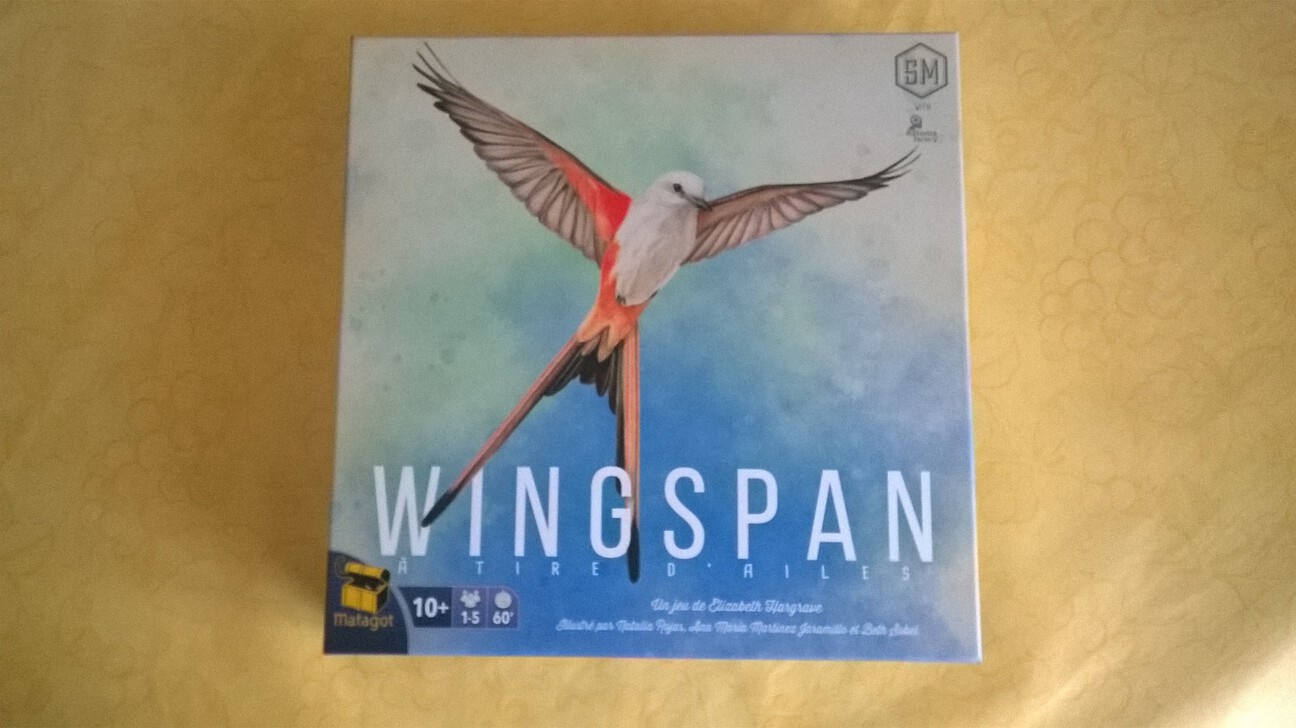 SM
WITH
WINGSPAN
À TIRE D'AILES
Un jeu de Elizabeth Hargrave
Illustré par Natalia Rojas, Ana Maria Martinez Jaramillo et Beth Sobel
matagot
10+
1-5
60'